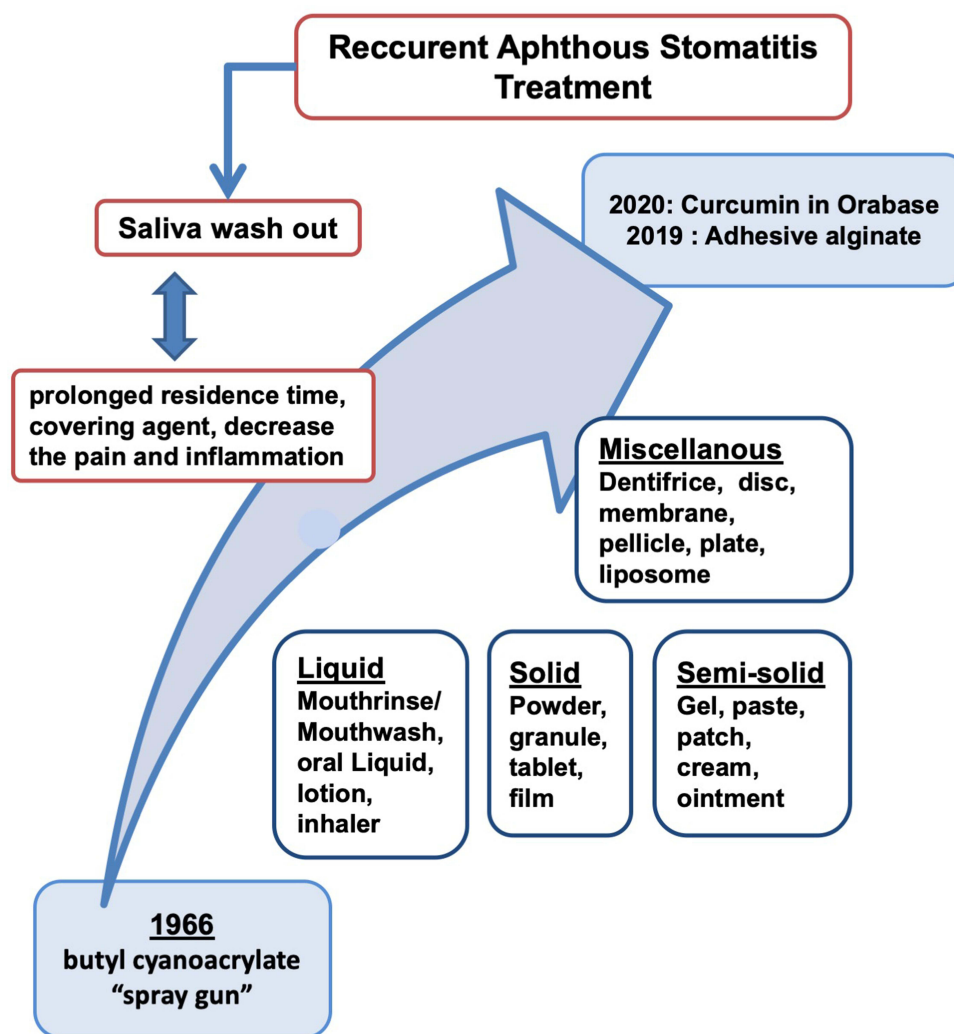 Reccurent Aphthous Stomatitis
Treatment
Saliva wash out
2020: Curcumin in Orabase
2019 : Adhesive alginate
prolonged residence time,
covering agent, decrease
the pain and inflammation
Miscellanous
Dentifrice, disc,
membrane,
pellicle, plate,
liposome
Liquid
Mouthrinse/
Mouthwash,
oral Liquid,
lotion,
inhaler
Solid
Powder,
granule,
tablet,
film
Semi-solid
Gel, paste,
patch,
cream,
ointment
1966
butyl cyanoacrylate
“spray gun”